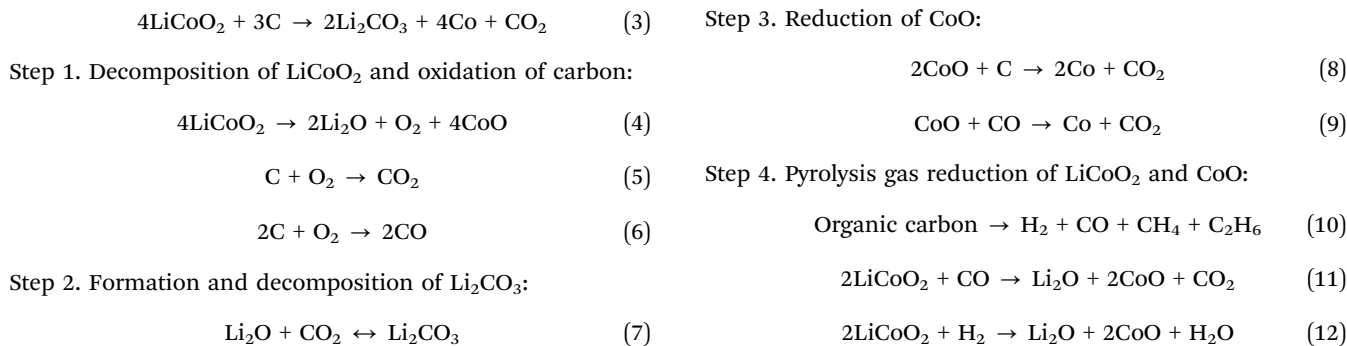 4LiCoO₂ + 3C → 2Li₂CO₃ + 4Co + CO₂ (3)
Step 1. Decomposition of LiCoO₂ and oxidation of carbon:
4LiCoO₂ → 2Li₂O + O₂ + 4CoO (4)
C + O₂ → CO₂ (5)
2C + O₂ → 2CO (6)
Step 2. Formation and decomposition of Li₂CO₃:
Li₂O + CO₂ ↔ Li₂CO₃ (7)
Step 3. Reduction of CoO:
2CoO + C → 2Co + CO₂ (8)
CoO + CO → Co + CO₂ (9)
Step 4. Pyrolysis gas reduction of LiCoO₂ and CoO:
Organic carbon → H₂ + CO + CH₄ + C₂H₆ (10)
2LiCoO₂ + CO → Li₂O + 2CoO + CO₂ (11)
2LiCoO₂ + H₂ → Li₂O + 2CoO + H₂O (12)